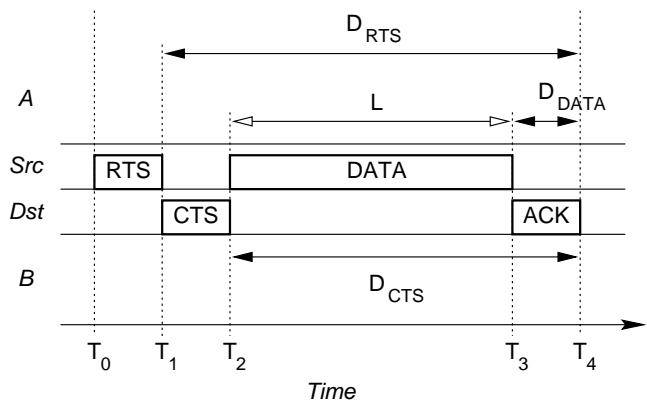 D_RTS
A
L
D_DATA
Src
RTS
DATA
Dst
CTS
ACK
B
D_CTS
T_0 T_1 T_2 T_3 T_4
Time